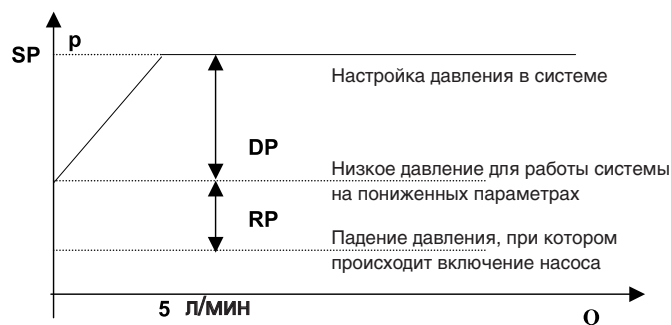 SP
p
Настройка давления в системе
DP
Низкое давление для работы системы
на пониженных параметрах
RP
Падение давления, при котором
происходит включение насоса
5 л/мин
Q